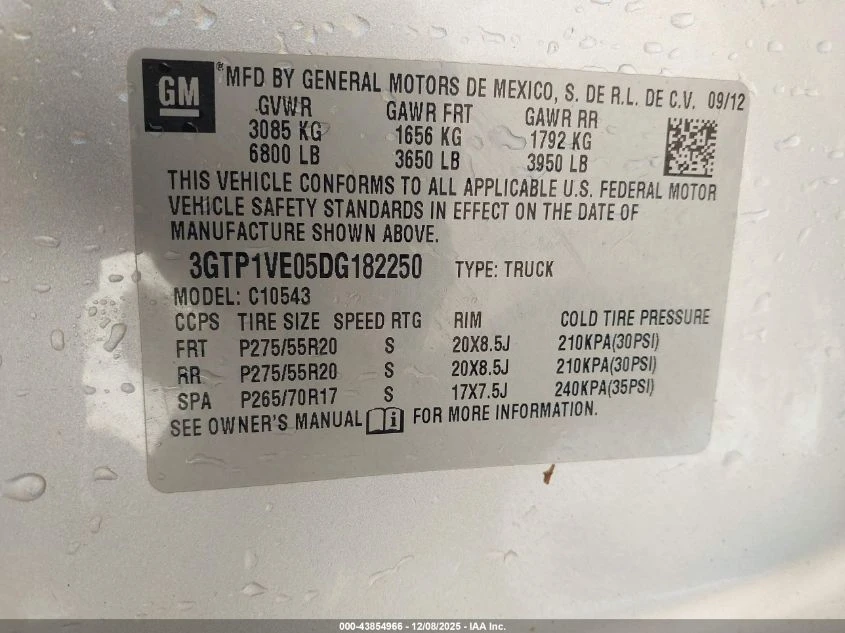 GM ® MFD BY GENERAL MOTORS DE MEXICO, S. DE R.L. DE C.V. 09/12
GVWR GAWR FRT GAWR RR
3085 KG 1656 KG 1792 KG
6800 LB 3650 LB 3950 LB
THIS VEHICLE CONFORMS TO ALL APPLICABLE U.S. FEDERAL MOTOR
VEHICLE SAFETY STANDARDS IN EFFECT ON THE DATE OF
MANUFACTURE SHOWN ABOVE.
3GTP1VE05DG182250 TYPE: TRUCK
MODEL: C10543
CCPS TIRE SIZE SPEED RTG RIM COLD TIRE PRESSURE
FRT P275/55R20 S 20X8.5J 210KPA(30PSI)
RR P275/55R20 S 20X8.5J 210KPA(30PSI)
SPA P265/70R17 S 17X7.5J 240KPA(35PSI)
SEE OWNER'S MANUAL i FOR MORE INFORMATION.
000-43854966 - 12/08/2025 - IAA Inc.